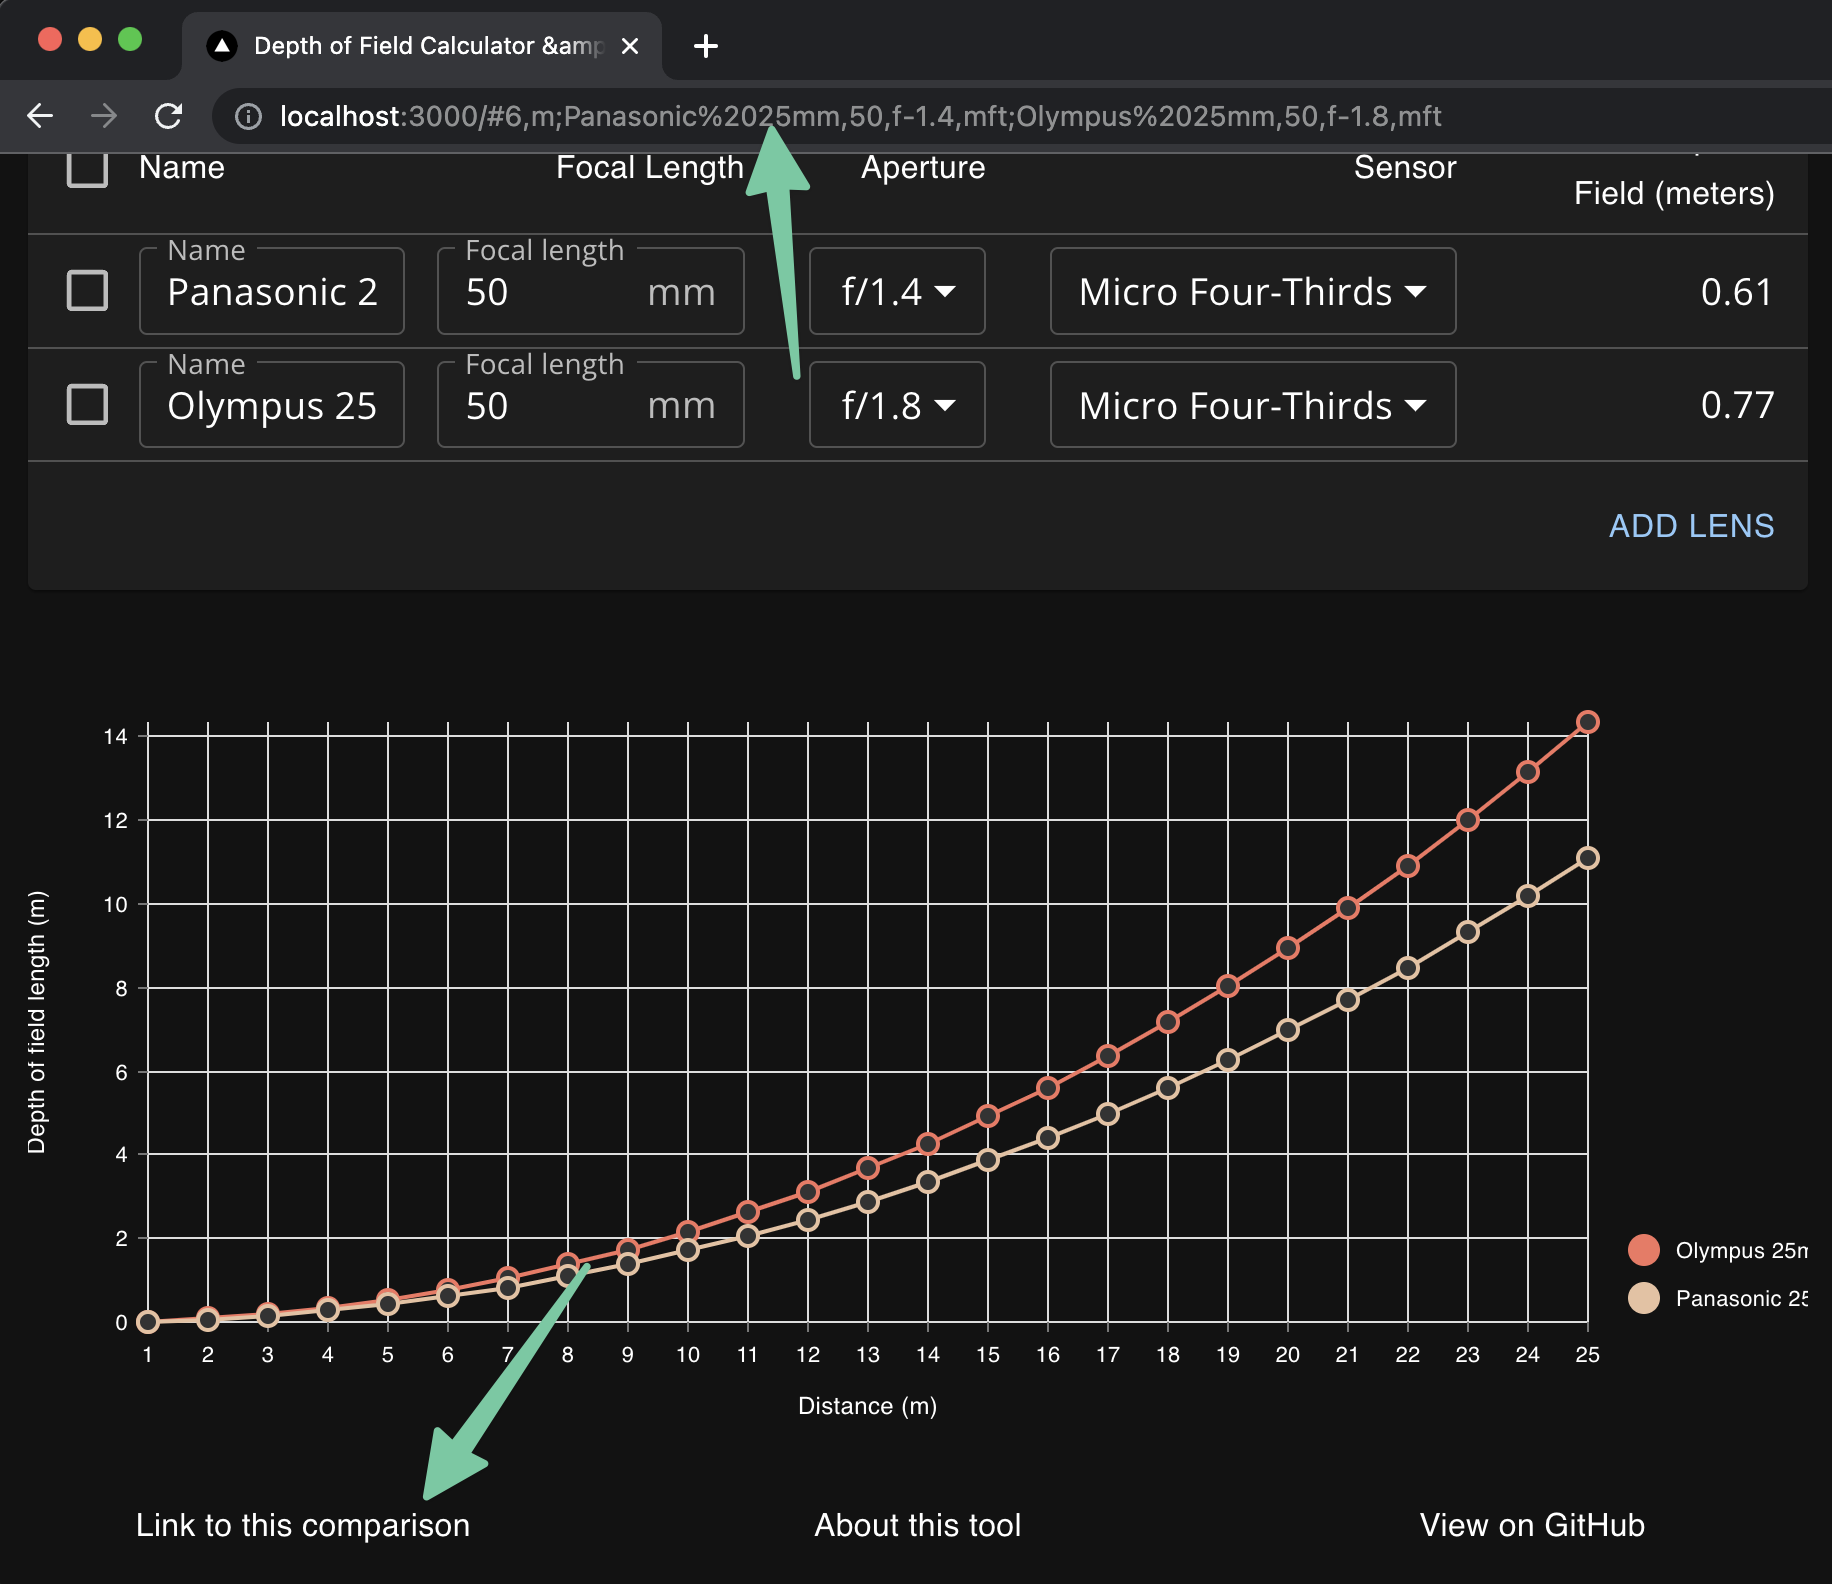 Depth of Field Calculator &amp
localhost:3000/#6,m;Panasonic%2025mm,50,f-1.4,mft;Olympus%2025mm,50,f-1.8,mft
Name Focal Length Aperture Sensor Field (meters)
Name Focal length
Panasonic 2 50 mm f/1.4 Micro Four-Thirds 0.61
Name Focal length
Olympus 25 50 mm f/1.8 Micro Four-Thirds 0.77
ADD LENS
14
12
10
8
6
4
2
0
Depth of field length (m)
1 2 3 4 5 6 7 8 9 10 11 12 13 14 15 16 17 18 19 20 21 22 23 24 25
Distance (m)
Olympus 25m
Panasonic 25
Link to this comparison About this tool View on GitHub